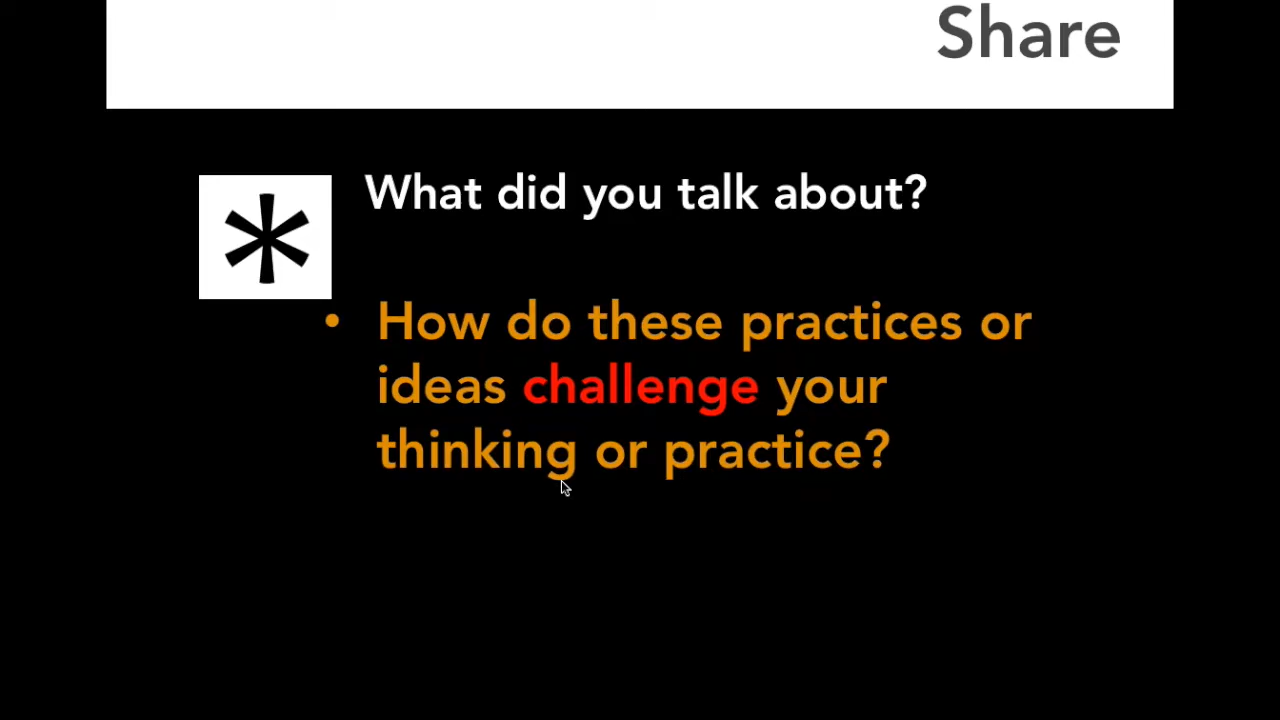 Share
* What did you talk about?
• How do these practices or
ideas challenge your
thinking or practice?